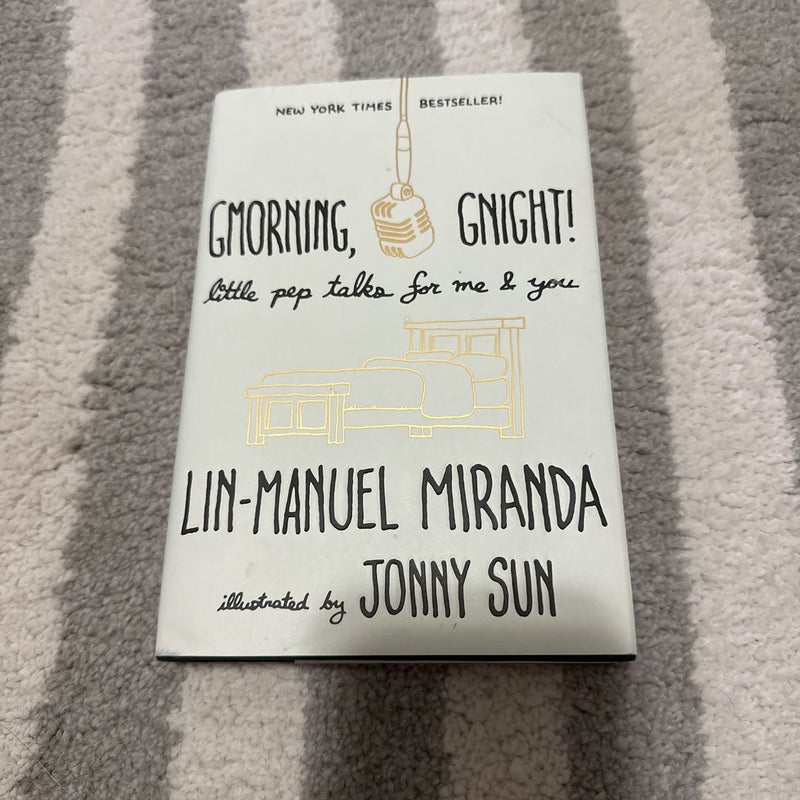 NEW YORK TIMES BESTSELLER!
GMORNING, GNIGHT!
little pep talks for me & you
LIN-MANUEL MIRANDA
illustrated by JONNY SUN